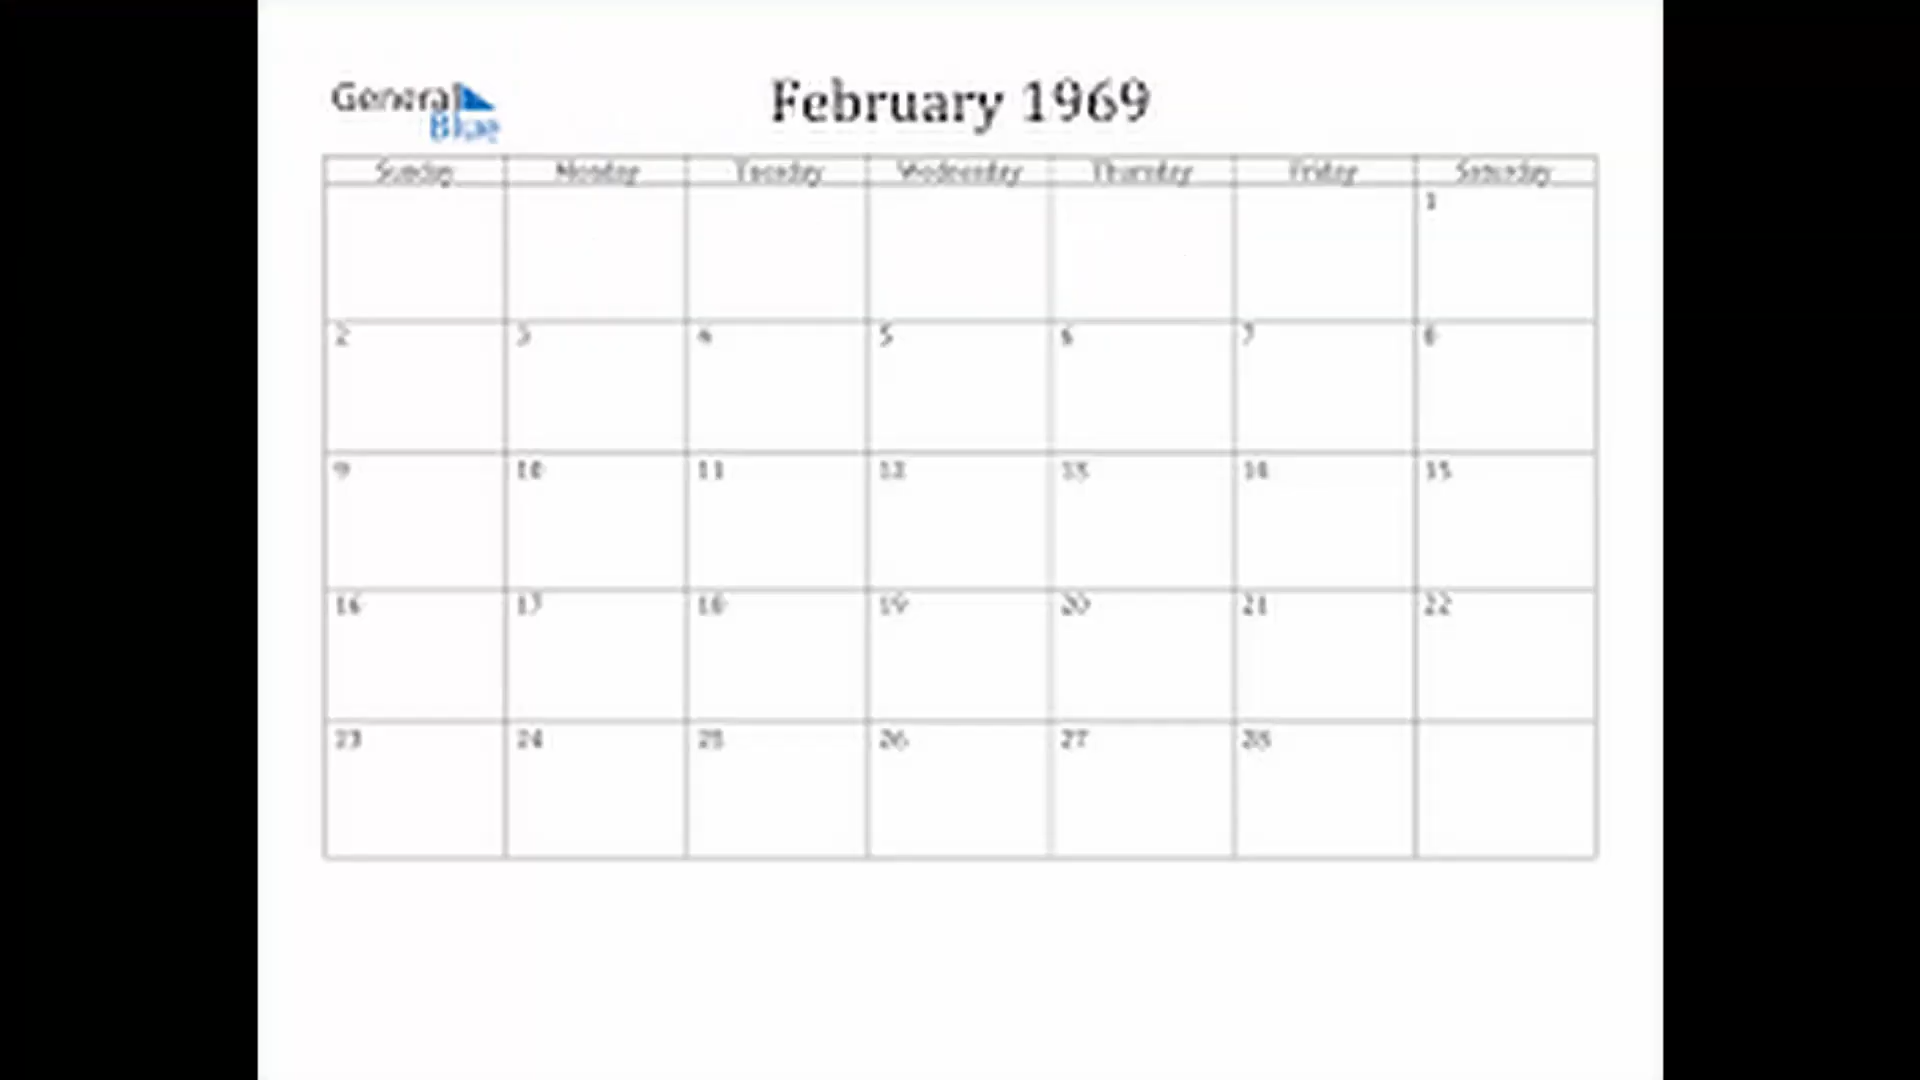 General
Blue
February 1969
Sunday Monday Tuesday Wednesday Thursday Friday Saturday
1
2 3 4 5 6 7 8
9 10 11 12 13 14 15
16 17 18 19 20 21 22
23 24 25 26 27 28